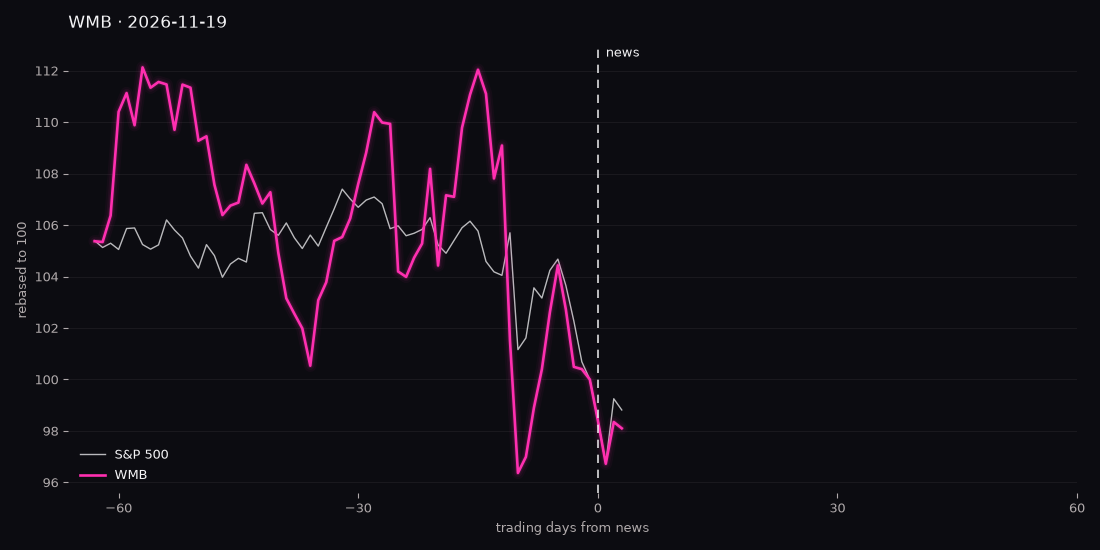 WMB · 2026-11-19
news
112
110
108
106
104
102
100
98
96
rebased to 100
S&P 500
WMB
−60
−30
0
30
60
trading days from news